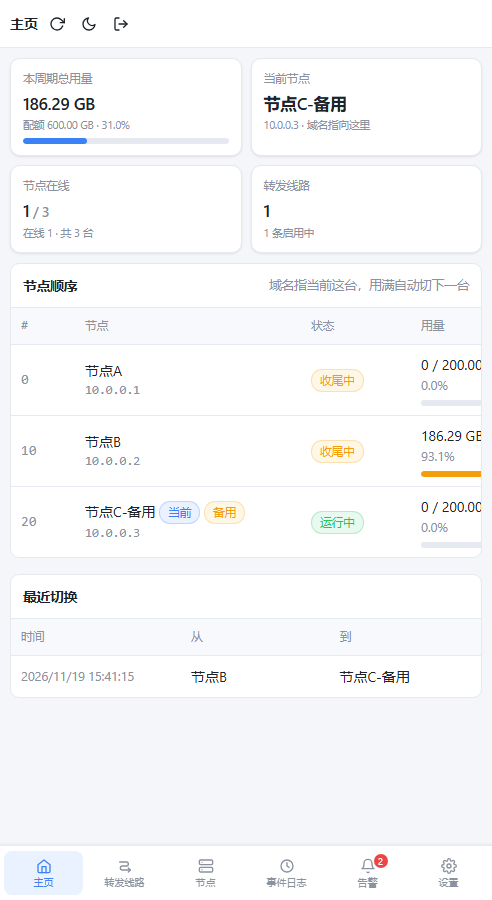 主页
本周期总用量
186.29 GB
配额 600.00 GB · 31.0%
当前节点
节点C-备用
10.0.0.3 · 域名指向这里
节点在线
1 / 3
在线 1 · 共 3 台
转发线路
1
1 条启用中
节点顺序 域名指当前这台，用满自动切下一台
# 节点 状态 用量
0 节点A 收尾中 0 / 200.00
10.0.0.1 0.0%
10 节点B 收尾中 186.29 GB
10.0.0.2 93.1%
20 节点C-备用 当前 备用 运行中 0 / 200.00
10.0.0.3 0.0%
最近切换
时间 从 到
2026/11/19 15:41:15 节点B 节点C-备用
2
主页 转发线路 节点 事件日志 告警 设置